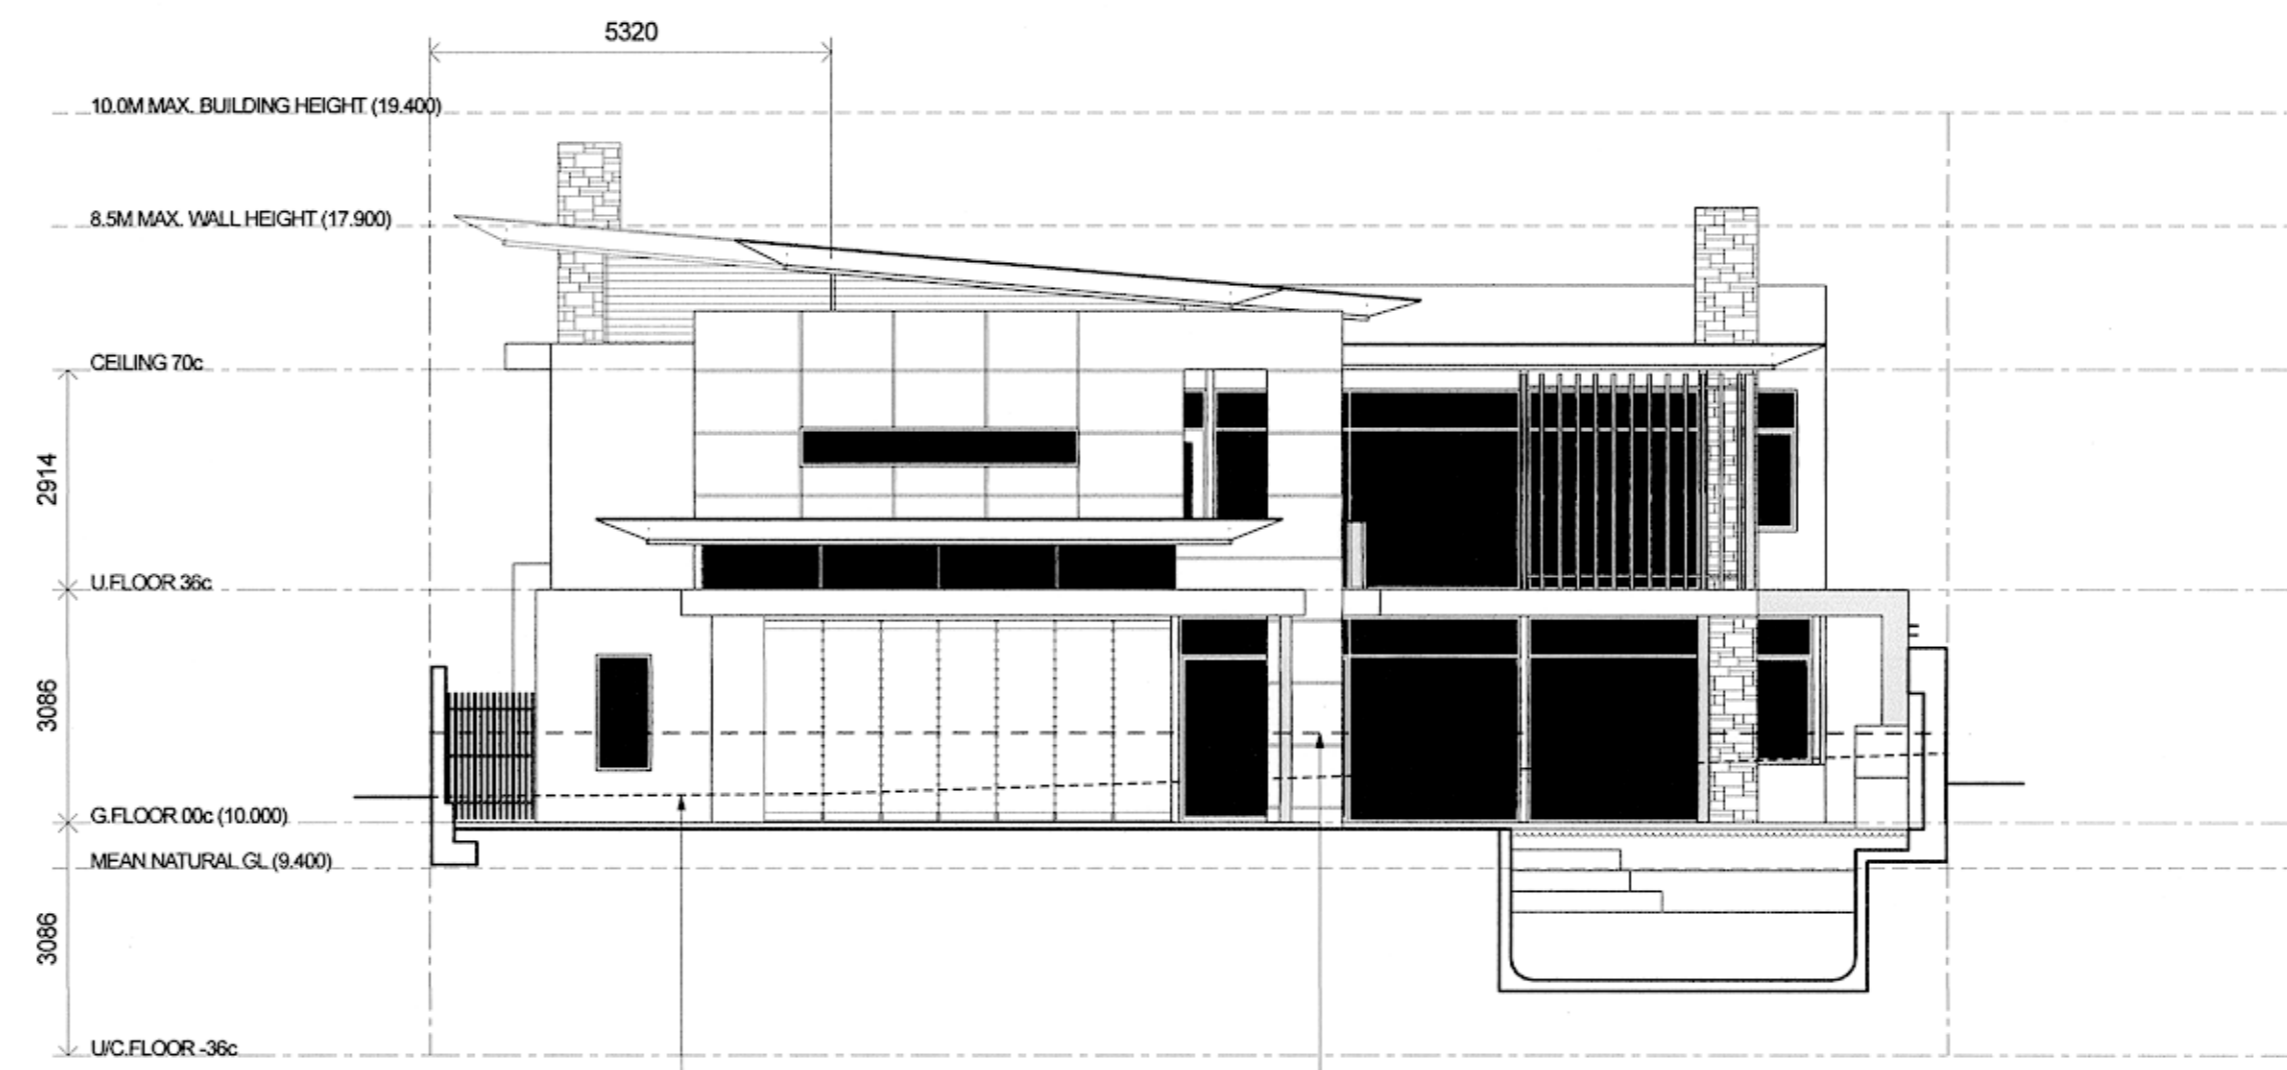 5320
10.0M MAX. BUILDING HEIGHT (19.400)
8.5M MAX. WALL HEIGHT (17.900)
CEILING 70c
2914
U.FLOOR 36c
3086
G.FLOOR 00c (10.000)
MEAN NATURAL GL (9.400)
3086
U/C.FLOOR -36c